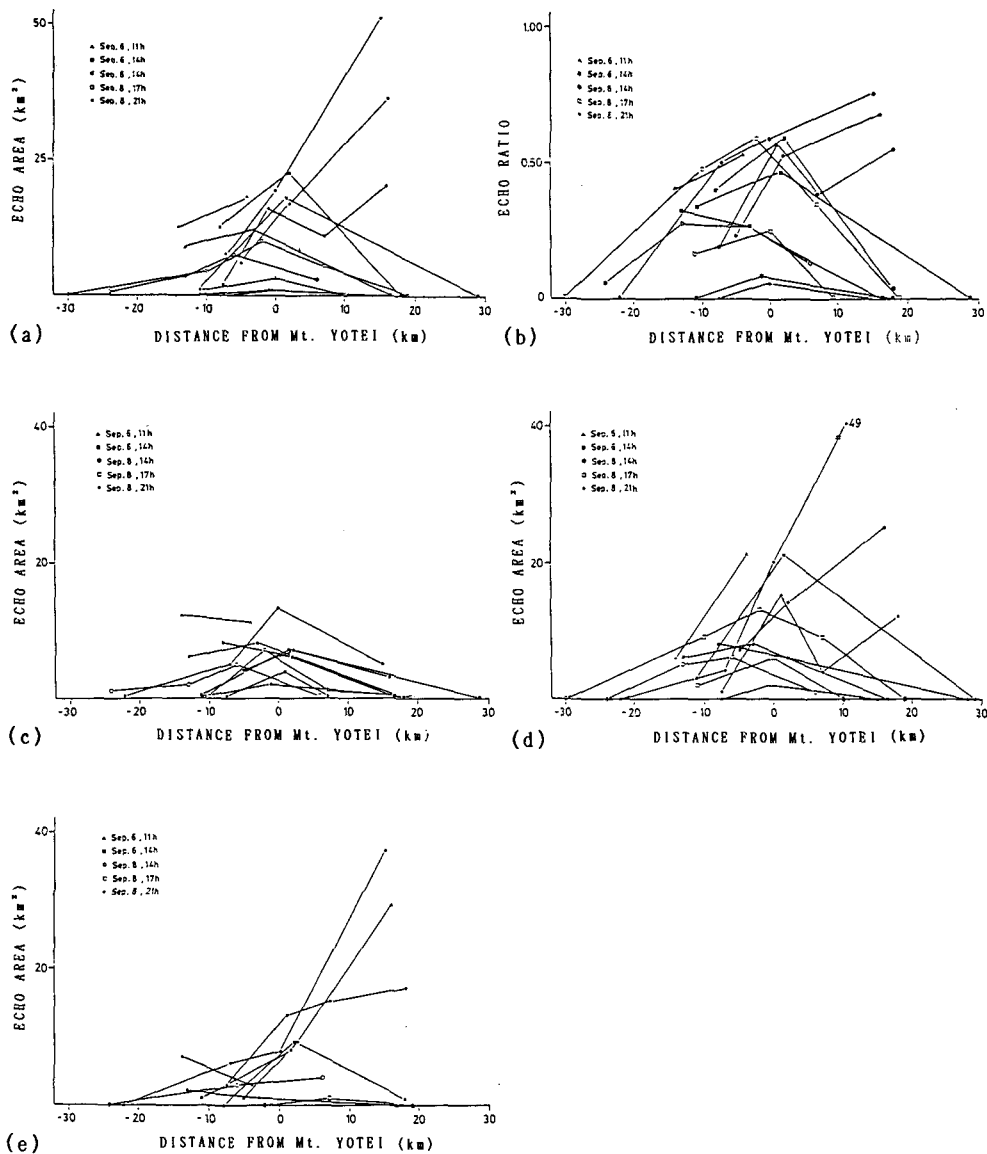 50
25
0
ECHO AREA (km²)
Sep. 6, 11h
Sep. 6, 14h
Sep. 8, 14h
Sep. 8, 17h
Sep. 8, 21h
-30 -20 -10 0 10 20 30
(a) DISTANCE FROM Mt. YOTEI (km)
1.00
0.50
0
ECHO RATIO
Sep. 6, 11h
Sep. 6, 14h
Sep. 8, 14h
Sep. 8, 17h
Sep. 8, 21h
-30 -20 -10 0 10 20 30
(b) DISTANCE FROM Mt. YOTEI (km)
40
20
ECHO AREA (km²)
Sep. 6, 11h
Sep. 6, 14h
Sep. 8, 14h
Sep. 8, 17h
Sep. 8, 21h
-30 -20 -10 0 10 20 30
(c) DISTANCE FROM Mt. YOTEI (km)
40
20
ECHO AREA (km²)
Sep. 6, 11h
Sep. 6, 14h
Sep. 8, 14h
Sep. 8, 17h
Sep. 8, 21h
49
-30 -20 -10 0 10 20 30
(d) DISTANCE FROM Mt. YOTEI (km)
40
20
0
ECHO AREA (km²)
Sep. 6, 11h
Sep. 6, 14h
Sep. 8, 14h
Sep. 8, 17h
Sep. 8, 21h
-30 -20 -10 0 10 20 30
(e) DISTANCE FROM Mt. YOTEI (km)